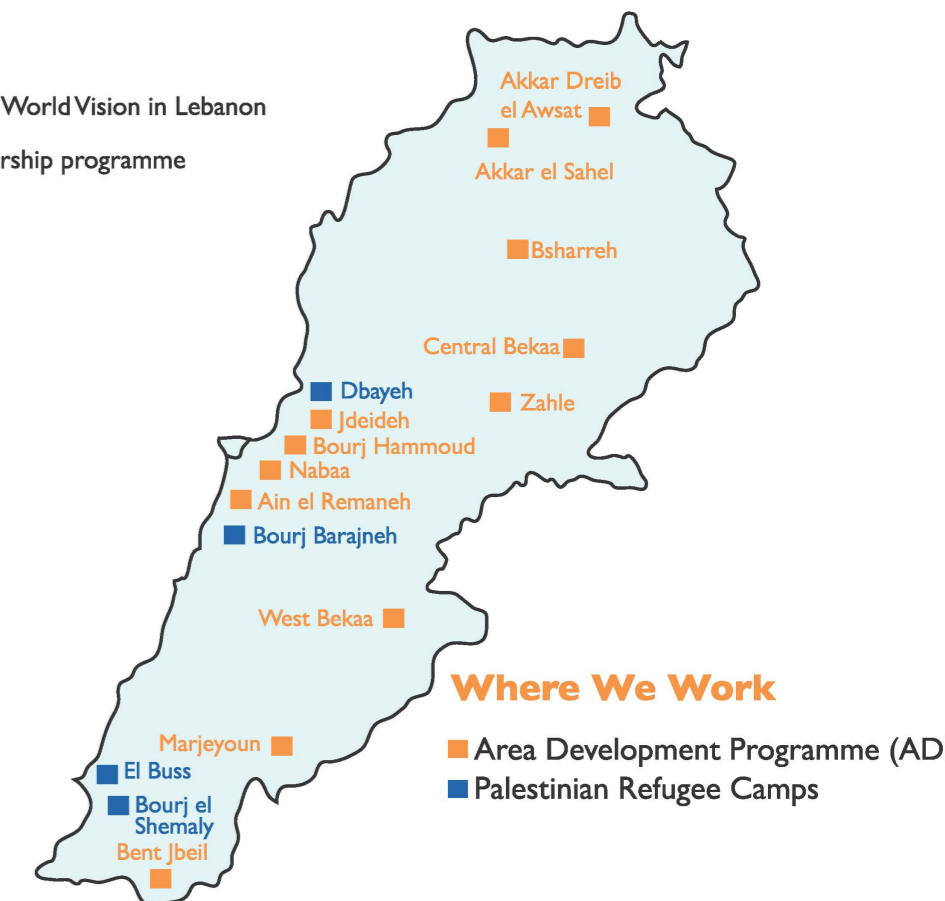 World Vision in Lebanon
rship programme
Akkar Dreib
el Awsat
Akkar el Sahel
Bsharreh
Central Bekaa
Dbayeh
Zahle
Jdeideh
Bourj Hammoud
Nabaa
Ain el Remaneh
Bourj Barajneh
West Bekaa
Where We Work
Marjeyoun
Area Development Programme (AD
El Buss
Palestinian Refugee Camps
Bourj el
Shemaly
Bent Jbeil